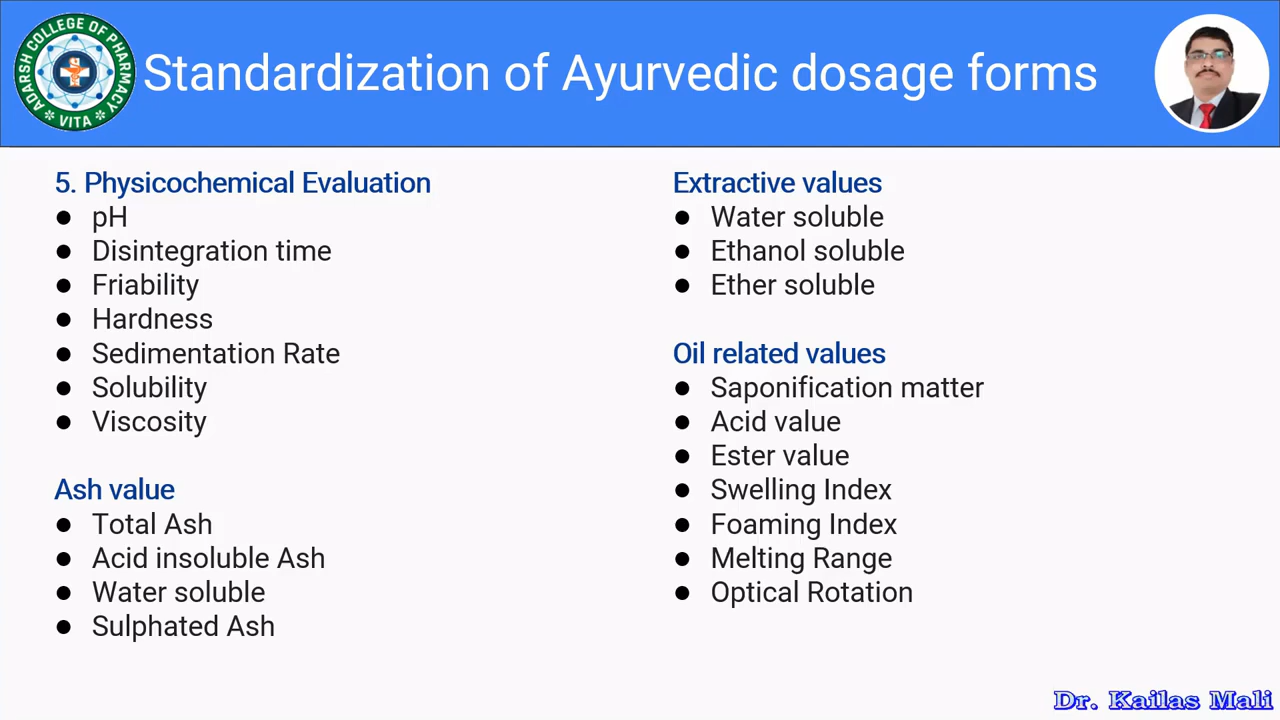 ADARSH COLLEGE OF PHARMACY
VITA
Standardization of Ayurvedic dosage forms
5. Physicochemical Evaluation
● pH
● Disintegration time
● Friability
● Hardness
● Sedimentation Rate
● Solubility
● Viscosity
Ash value
● Total Ash
● Acid insoluble Ash
● Water soluble
● Sulphated Ash
Extractive values
● Water soluble
● Ethanol soluble
● Ether soluble
Oil related values
● Saponification matter
● Acid value
● Ester value
● Swelling Index
● Foaming Index
● Melting Range
● Optical Rotation
Dr. Kailas Mali